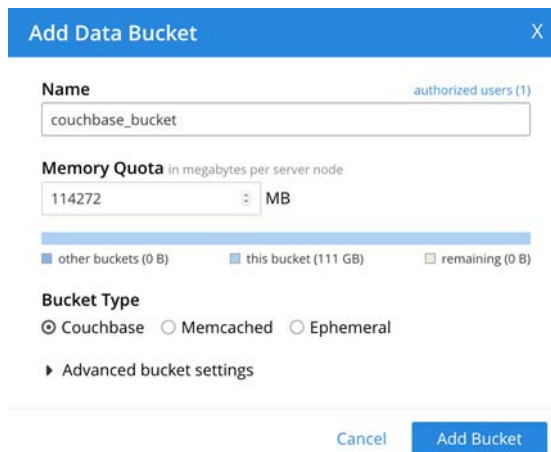 Add Data Bucket X
Name authorized users (1)
couchbase_bucket
Memory Quota in megabytes per server node
114272 MB
other buckets (0 B) this bucket (111 GB) remaining (0 B)
Bucket Type
Couchbase Memcached Ephemeral
Advanced bucket settings
Cancel Add Bucket